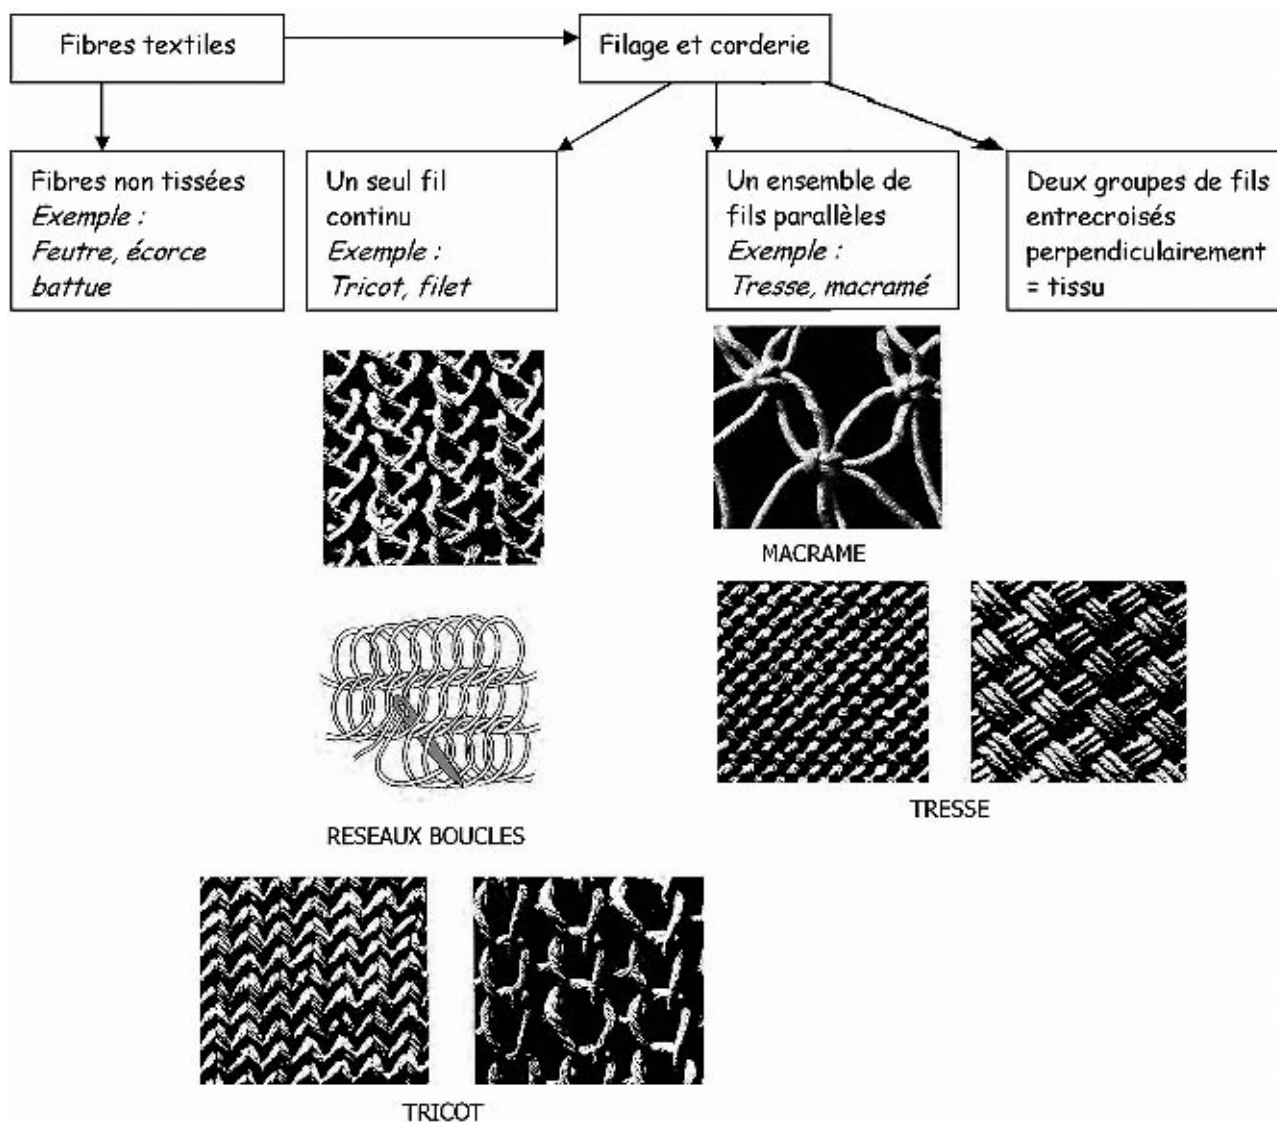 Fibres textiles
Filage et corderie
Fibres non tissées
Exemple :
Feutre, écorce
battue
Un seul fil
continu
Exemple :
Tricot, filet
Un ensemble de
fils parallèles
Exemple :
Tresse, macramé
Deux groupes de fils
entrecroisés
perpendiculairement
= tissu
MACRAME
TRESSE
RESEAUX BOUCLES
TRICOT